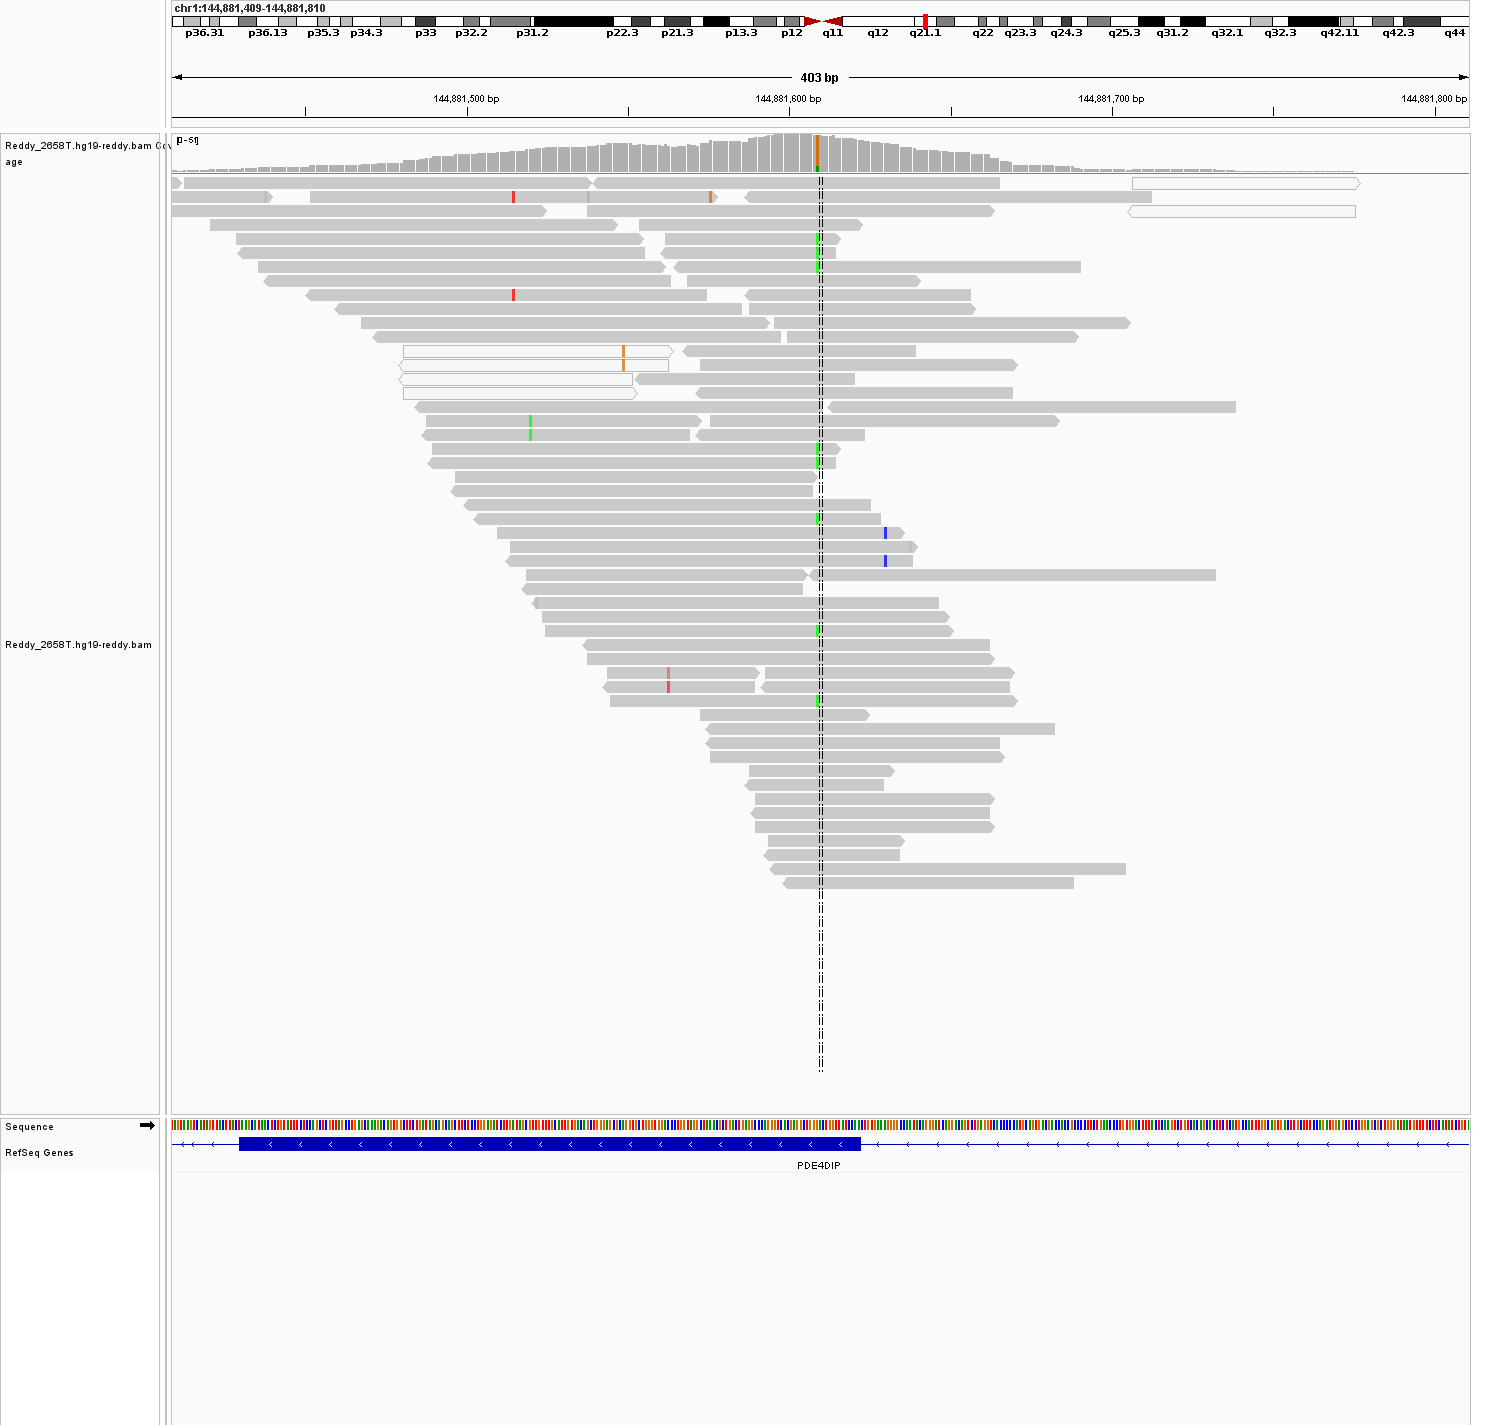 chr1:144,881,409-144,881,810
p36.31 p36.13 p35.3 p34.3 p33 p32.2 p31.2 p22.3 p21.3 p13.3 p12 q11 q12 q21.1 q22 q23.3 q24.3 q25.3 q31.2 q32.1 q32.3 q42.11 q42.3 q44
403 bp
144,881,500 bp 144,881,600 bp 144,881,700 bp 144,881,800 bp
[0 - 51]
Reddy_2658T.hg19-reddy.bam Cov
age
Reddy_2658T.hg19-reddy.bam
Sequence
RefSeq Genes
PDE4DIP